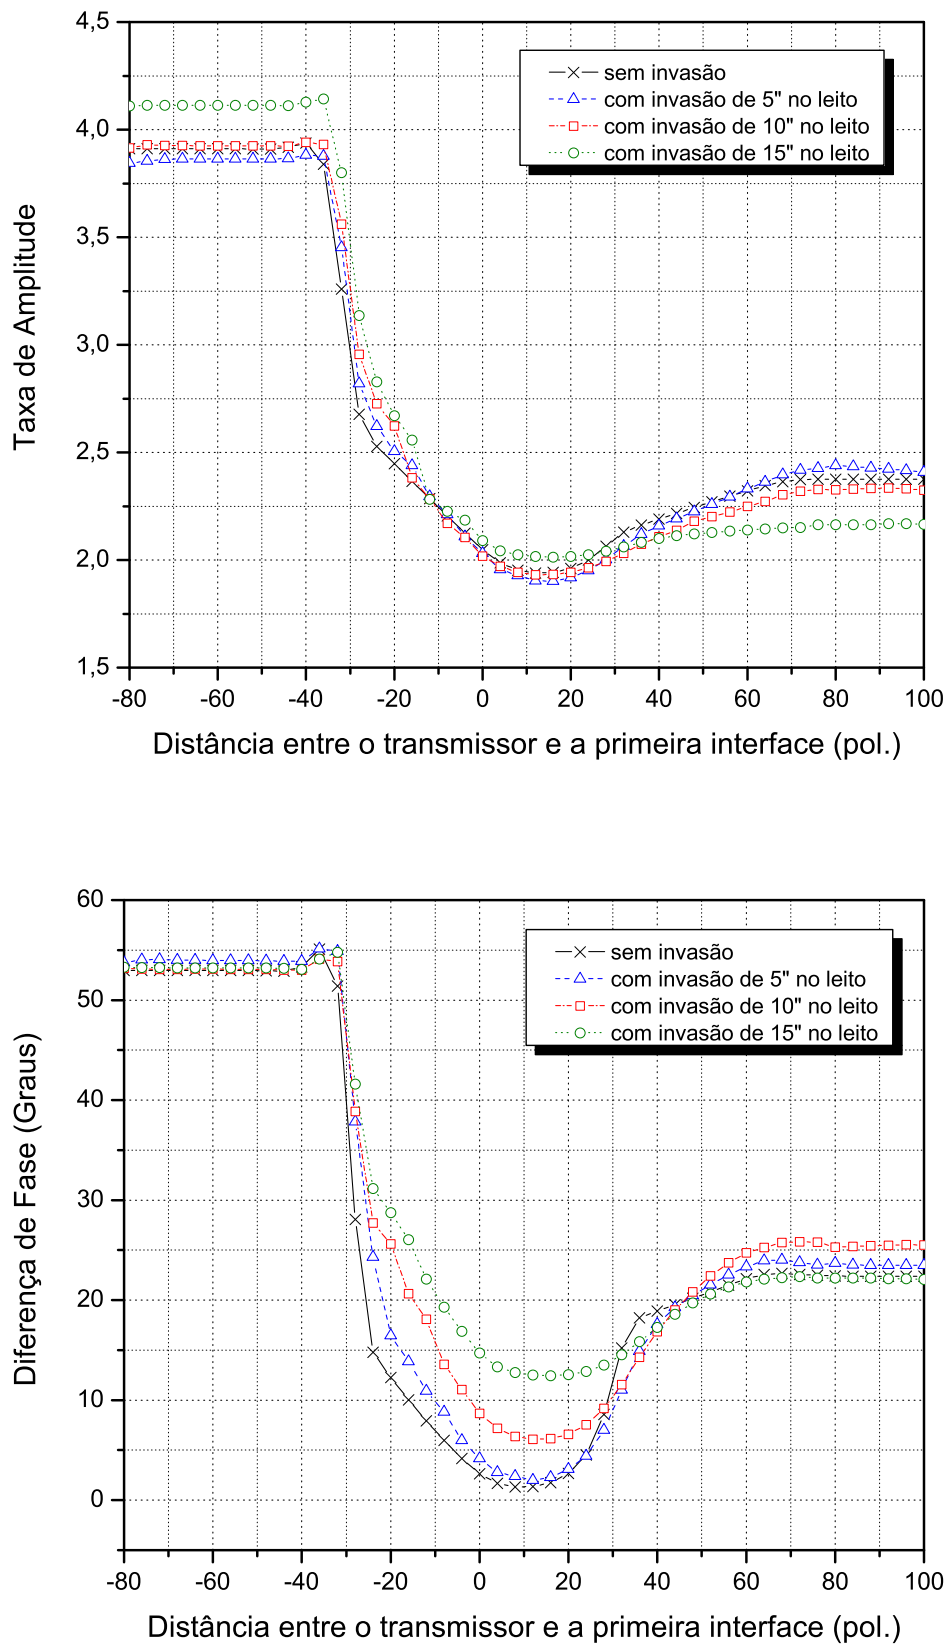 4,5
4,0
3,5
3,0
2,5
2,0
1,5
Taxa de Amplitude
sem invasão
com invasão de 5" no leito
com invasão de 10" no leito
com invasão de 15" no leito
-80 -60 -40 -20 0 20 40 60 80 100
Distância entre o transmissor e a primeira interface (pol.)
60
50
40
30
20
10
0
Diferença de Fase (Graus)
sem invasão
com invasão de 5" no leito
com invasão de 10" no leito
com invasão de 15" no leito
-80 -60 -40 -20 0 20 40 60 80 100
Distância entre o transmissor e a primeira interface (pol.)